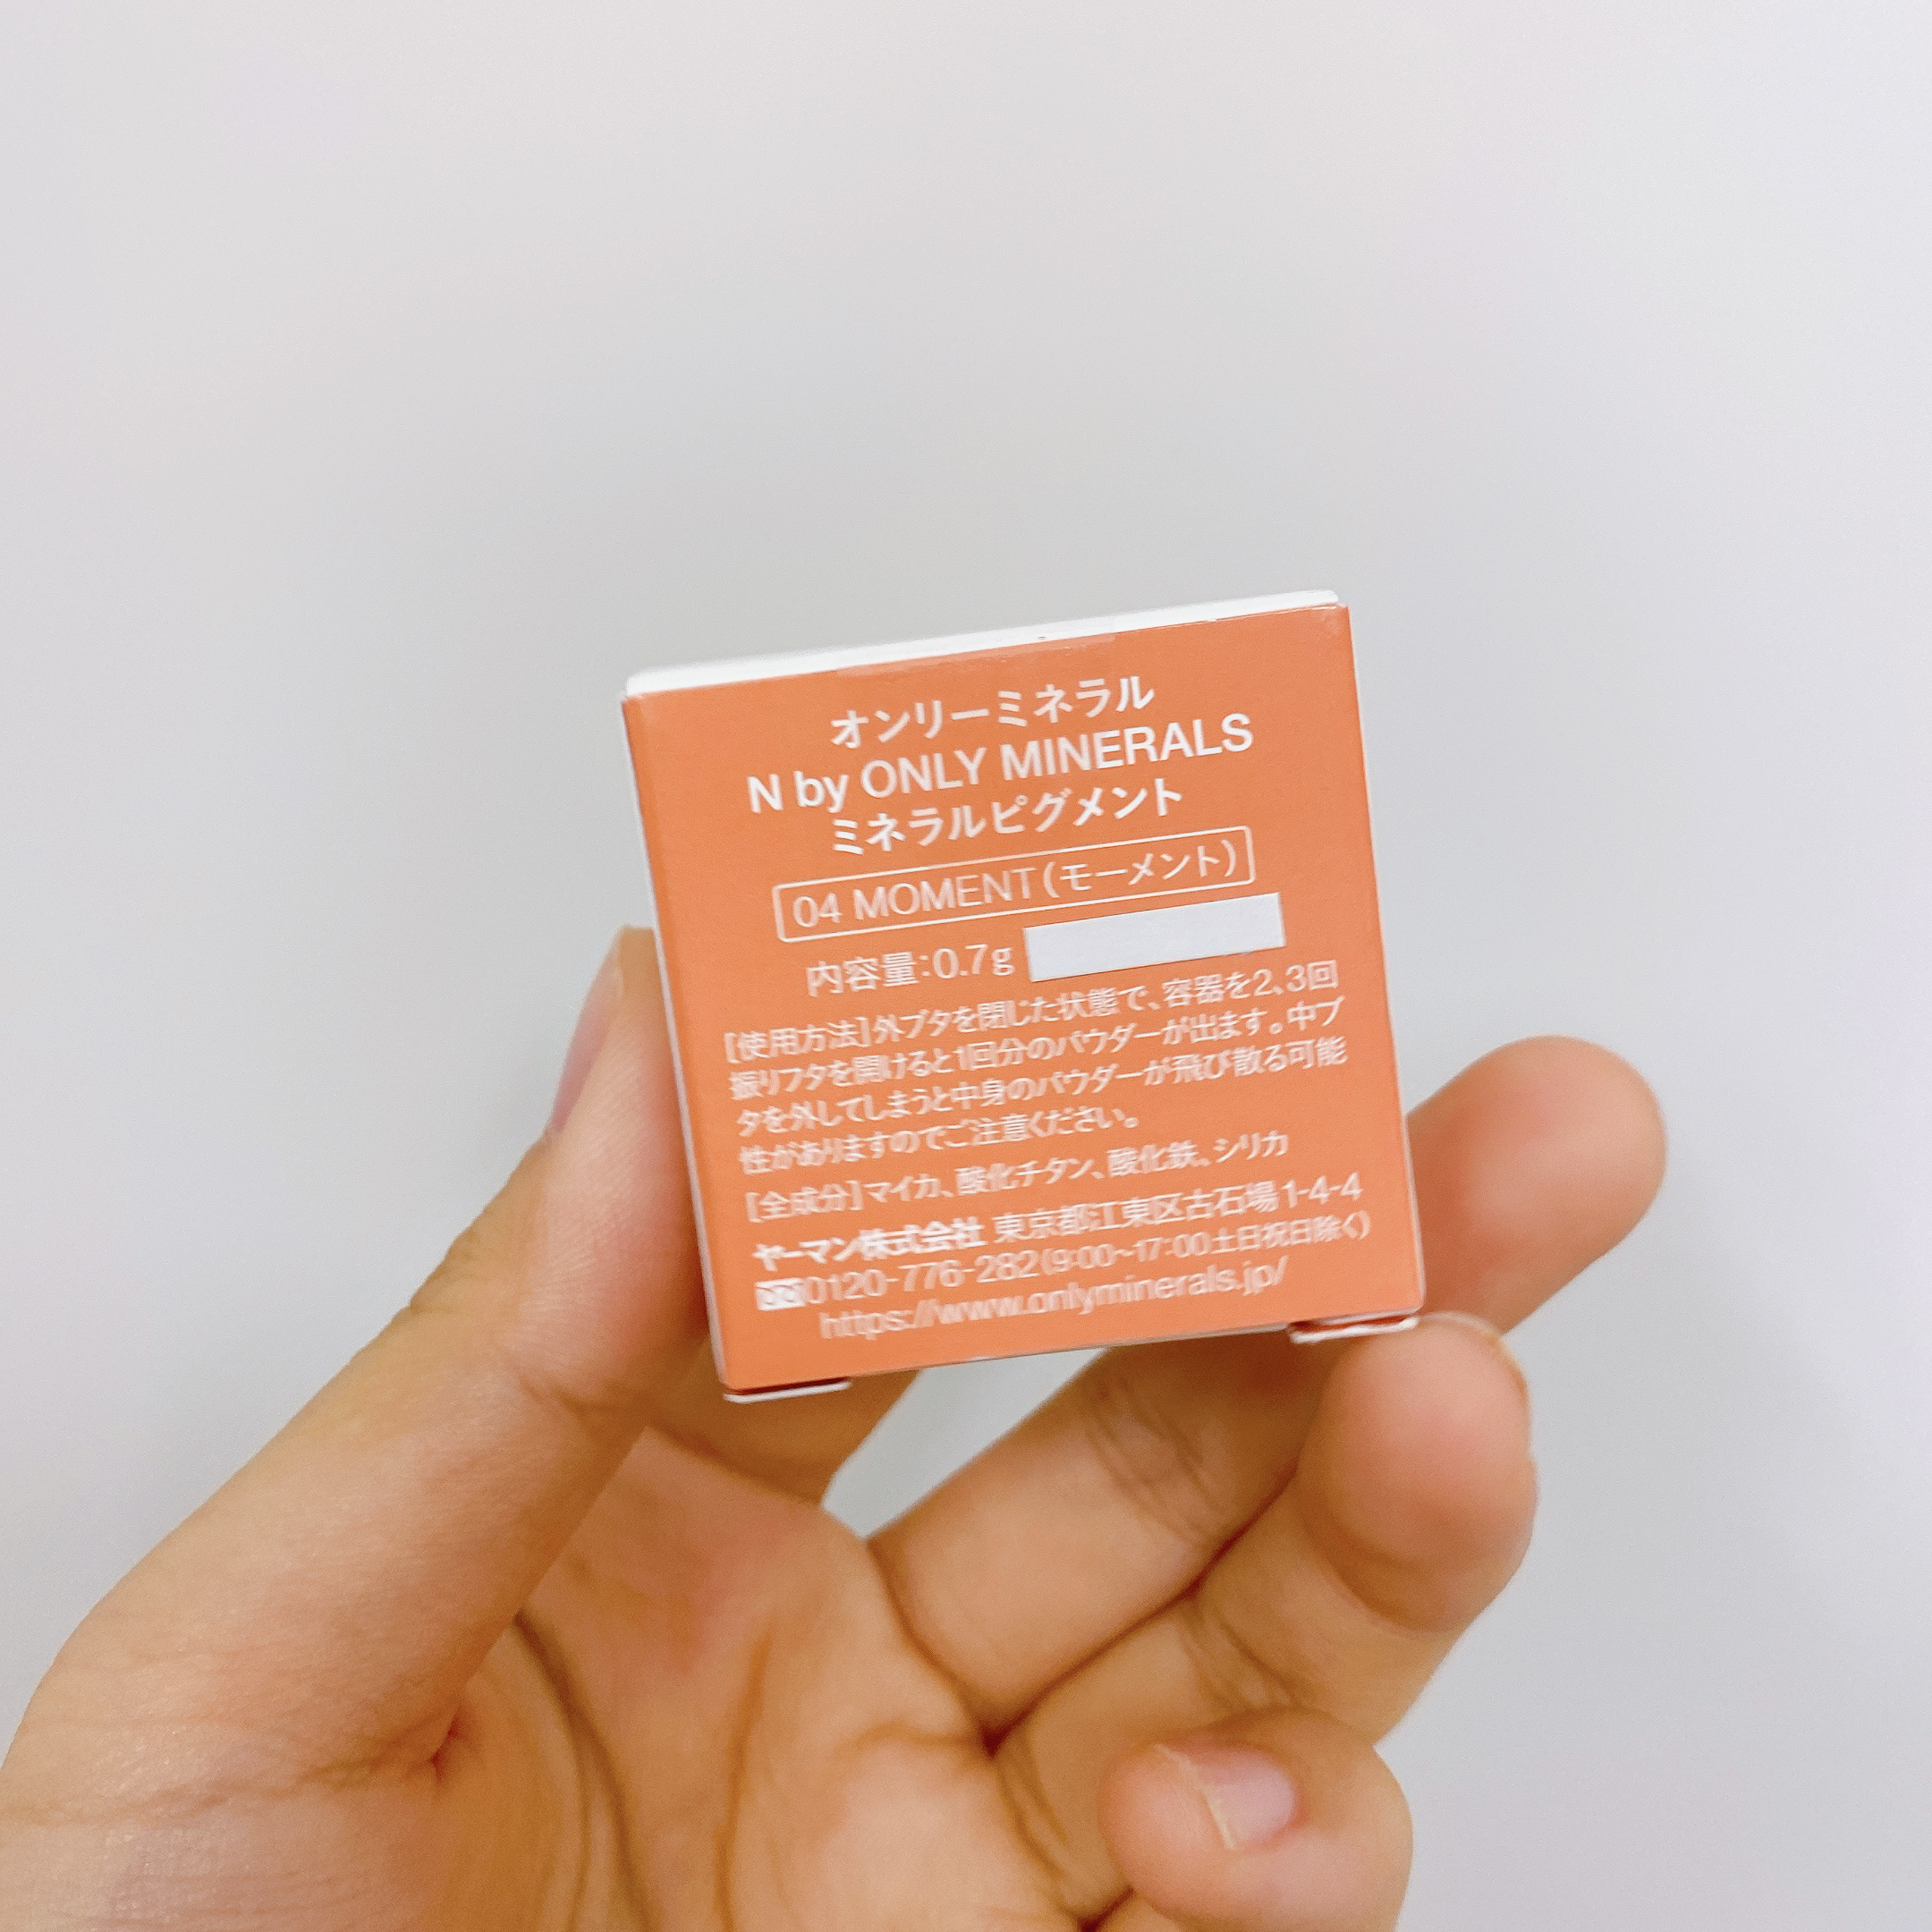 オンリーミネラル
N by ONLY MINERALS
ミネラルピグメント
04 MOMENT(モーメント)
内容量:0.7g
[使用方法]外ブタを閉じた状態で、容器を2、3回
振りフタを開けると1回分のパウダーが出ます。中ブ
タを外してしまうと中身のパウダーが飛び散る可能
性がありますのでご注意ください。
[全成分]マイカ、酸化チタン、酸化鉄、シリカ
ヤーマン株式会社 東京都江東区古石場1-4-4
0120-776-282(9:00~17:00土日祝日除く)
https://www.onlyminerals.jp/